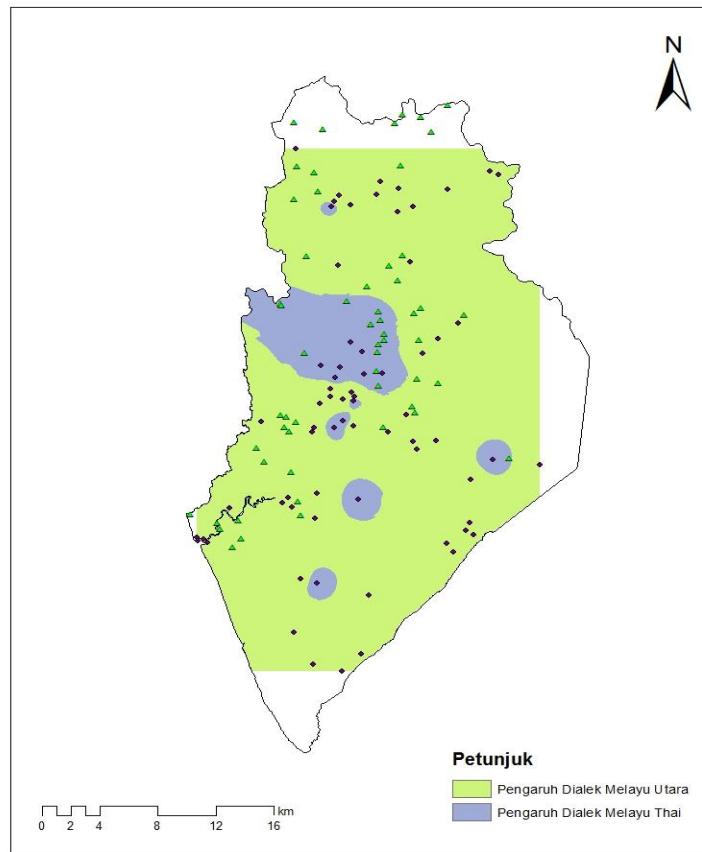 N
Petunjuk
Pengaruh Dialek Melayu Utara
Pengaruh Dialek Melayu Thai
km
0 2 4 8 12 16